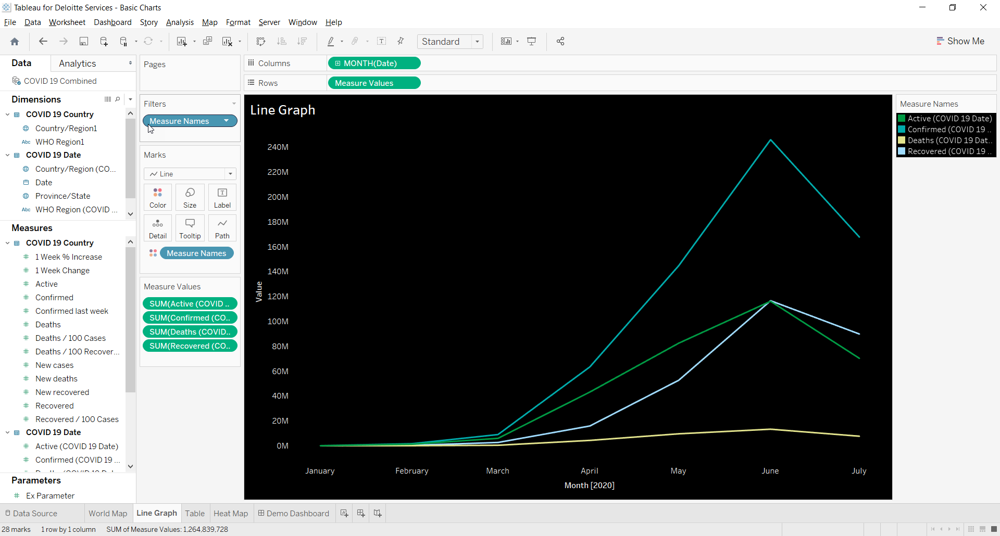 Tableau for Deloitte Services - Basic Charts
File Data Worksheet Dashboard Story Analysis Map Format Server Window Help
Standard
Show Me
Data
Analytics
COVID 19 Combined
Dimensions
COVID 19 Country
Country/Region1
Abc WHO Region1
COVID 19 Date
Country/Region (CO...
Date
Province/State
Abc WHO Region (COVID ...
Measures
COVID 19 Country
1 Week % Increase
1 Week Change
Active
Confirmed
Confirmed last week
Deaths
Deaths / 100 Cases
Deaths / 100 Recover...
New cases
New deaths
New recovered
Recovered
Recovered / 100 Cases
COVID 19 Date
Active (COVID 19 Date)
Confirmed (COVID 19 ...
Parameters
Ex Parameter
Pages
Filters
Measure Names
Marks
Line
Color
Size
Label
Detail
Tooltip
Path
Measure Names
Measure Values
SUM(Active (COVID ..
SUM(Confirmed (CO..
SUM(Deaths (COVID..
SUM(Recovered (CO..
Columns
MONTH(Date)
Rows
Measure Values
Line Graph
240M
220M
200M
180M
160M
140M
120M
100M
80M
60M
40M
20M
0M
Value
January February March April May June July
Month [2020]
Measure Names
Active (COVID 19 Date)
Confirmed (COVID 19 ..
Deaths (COVID 19 Dat..
Recovered (COVID 19 ..
Data Source World Map Line Graph Table Heat Map Demo Dashboard
28 marks 1 row by 1 column SUM of Measure Values: 1,264,839,728